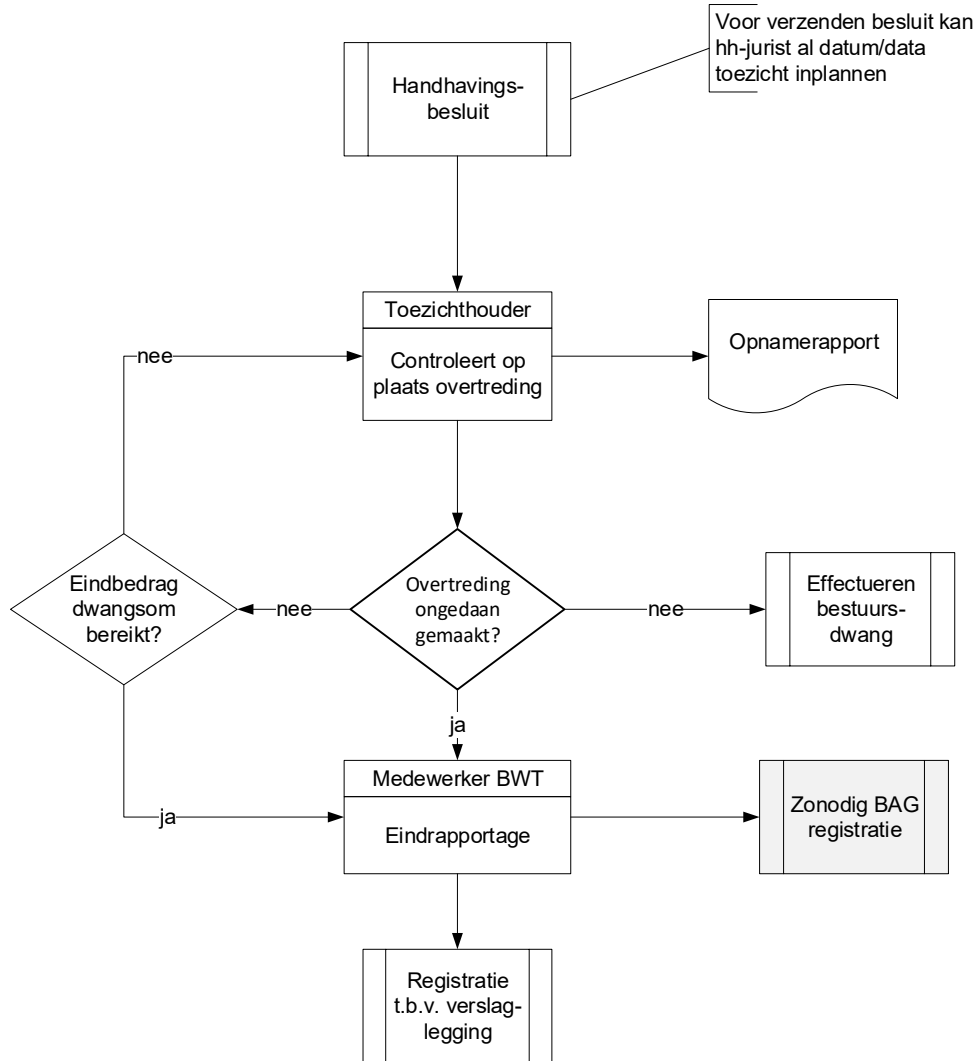 Voor verzenden besluit kan
hh-jurist al datum/data
toezicht inplannen
Handhavings-
besluit
Toezichthouder
Controleert op
plaats overtreding
Opnamerapport
nee
Eindbedrag
dwangsom
bereikt?
nee
Overtreding
ongedaan
gemaakt?
nee
Effectueren
bestuurs-
dwang
ja
Medewerker BWT
Eindrapportage
ja
Zonodig BAG
registratie
Registratie
t.b.v. verslag-
legging